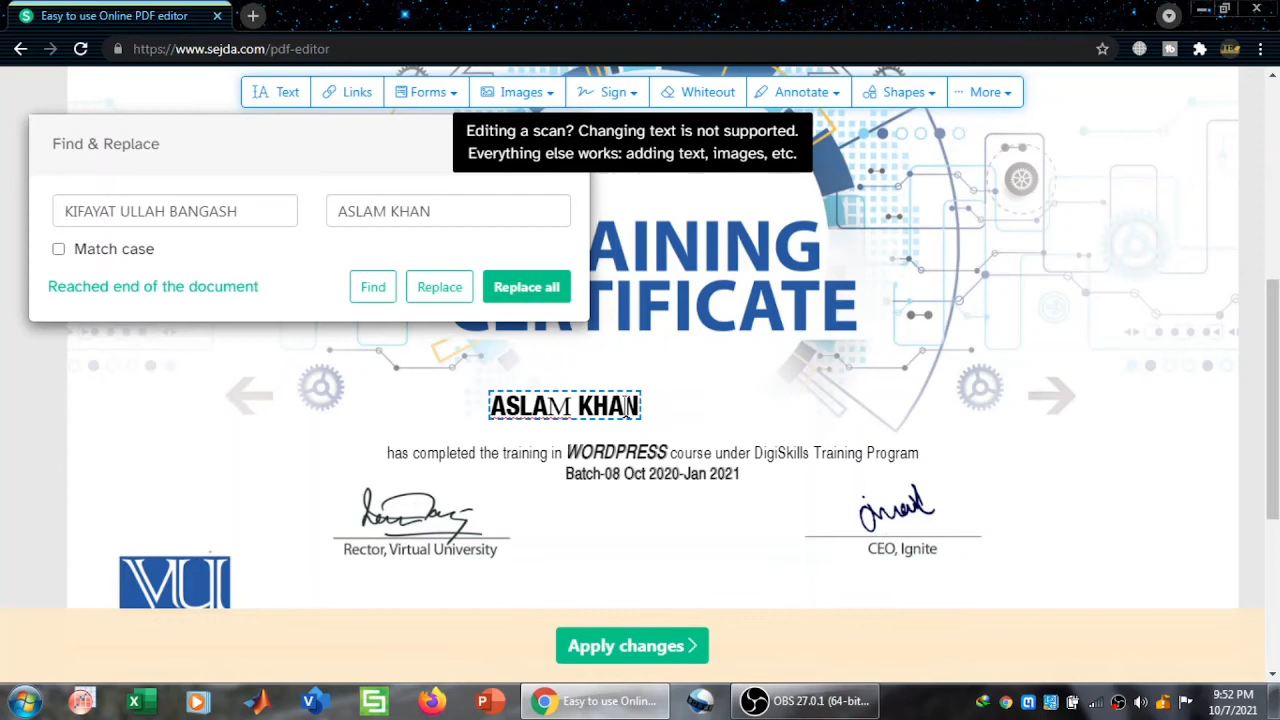 Easy to use Online PDF editor
https://www.sejda.com/pdf-editor
Text
Links
Forms
Images
Sign
Whiteout
Annotate
Shapes
More
Find & Replace
Editing a scan? Changing text is not supported.
Everything else works: adding text, images, etc.
KIFAYAT ULLAH BANGASH
ASLAM KHAN
Match case
Reached end of the document
Find
Replace
Replace all
AINING
CERTIFICATE
ASLAM KHAN
has completed the training in WORDPRESS course under DigiSkills Training Program
Batch-08 Oct 2020-Jan 2021
Rector, Virtual University
CEO, Ignite
VU
Apply changes
Easy to use Onlin...
OBS 27.0.1 (64-bit...
9:52 PM
10/7/2021